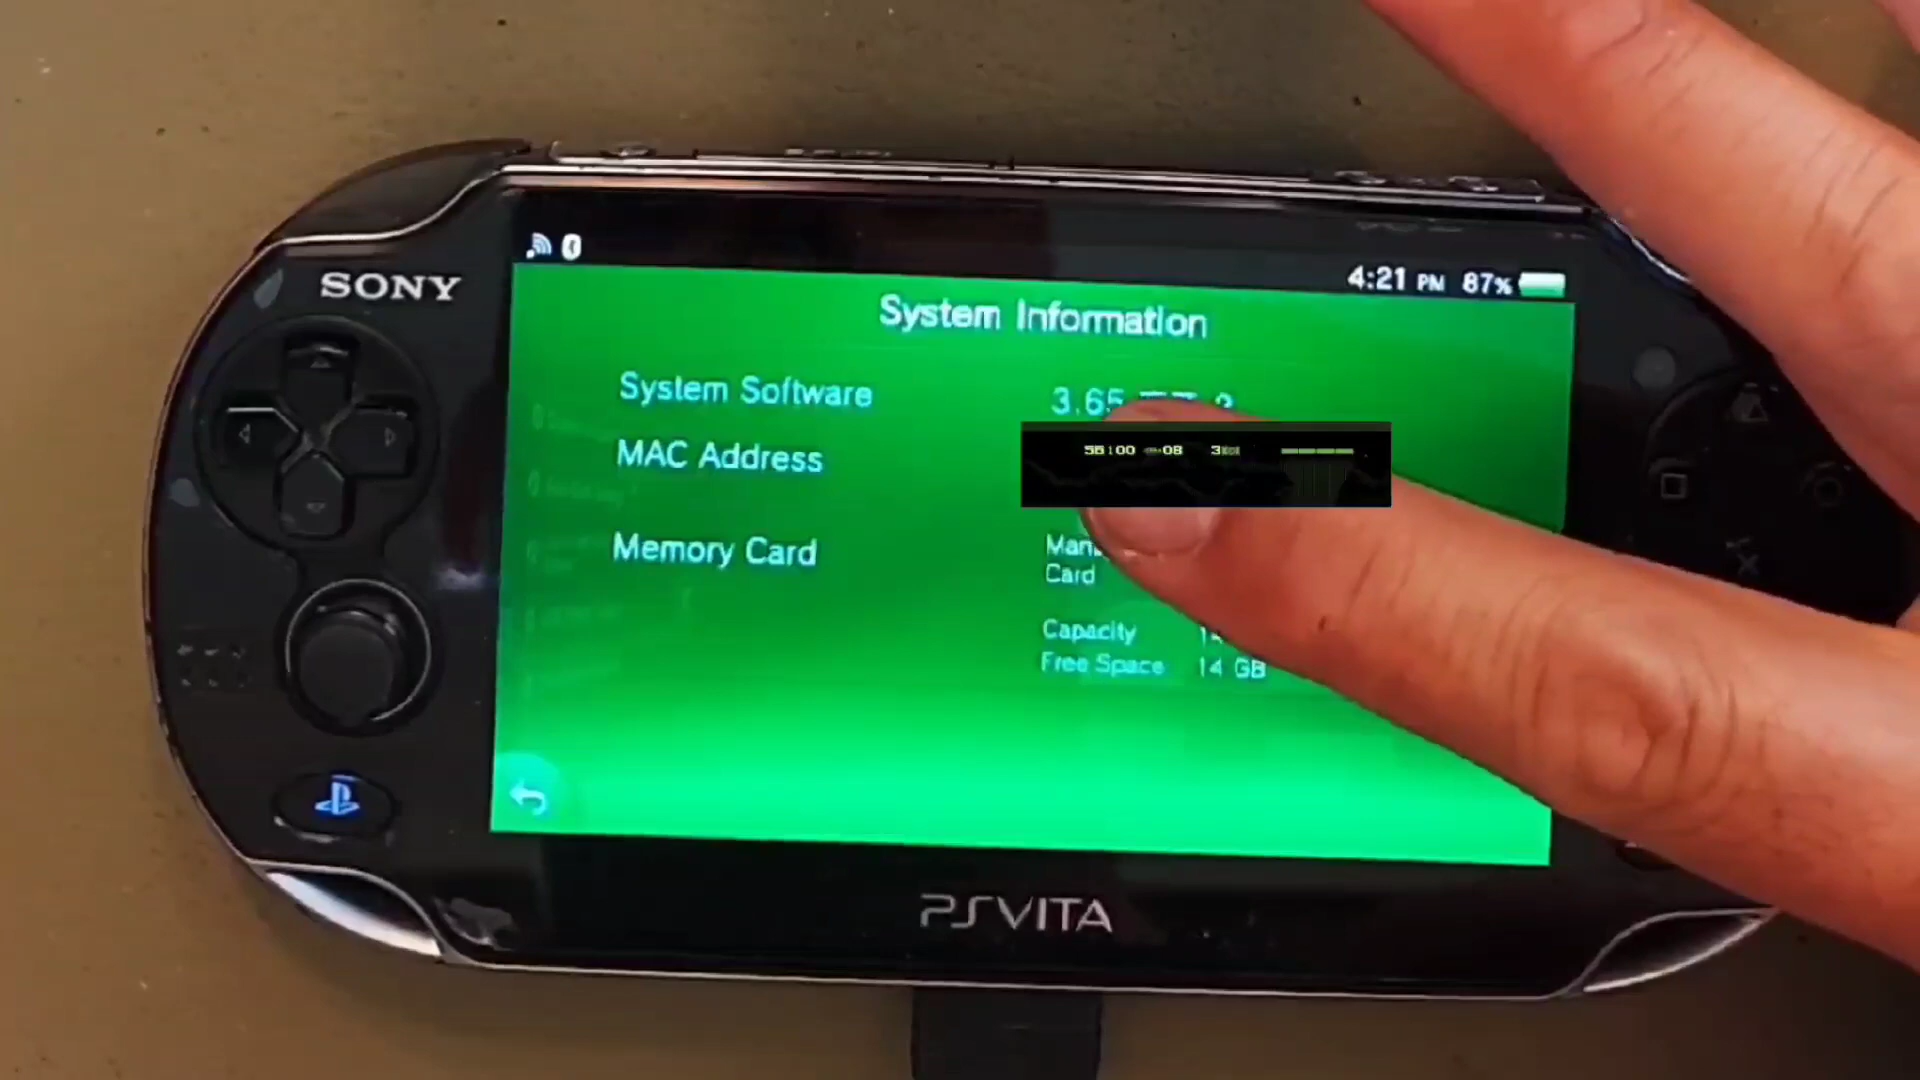 SONY
4:21 PM 87%
System Information
System Software 3.65
MAC Address
Memory Card
Card
Capacity
Free Space 14 GB
PSVITA